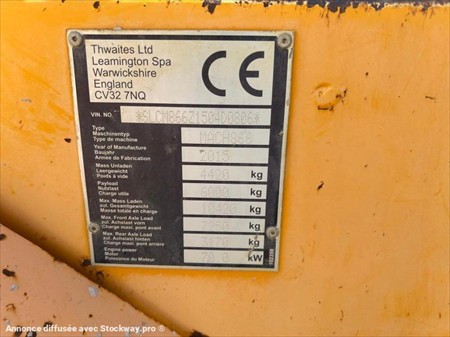 Thwaites Ltd
Leamington Spa
Warwickshire
England
CV32 7NQ
CE
VIN. NO.
Type
Maschinentyp
Type de machine
MACH866
Year of Manufacture
Baujahr
Annee de Fabrication
2015
Mass Unladen
Leergewicht
Poids à vide
4420 kg
Payload
Nutzlast
Charge utile
kg
Max. Mass Laden
zul. Gesamtgewicht
Masse totale en charge
kg
Max. Front Axle Load
zul. Achslast vorn
Charge maxi. pont avant
kg
Max. Rear Axle Load
zul. Achslast hinten
Charge maxi. pont arrière
kg
Engine power
Motor
Puissance du Moteur
kW
Annonce diffusée avec Stockway.pro ®